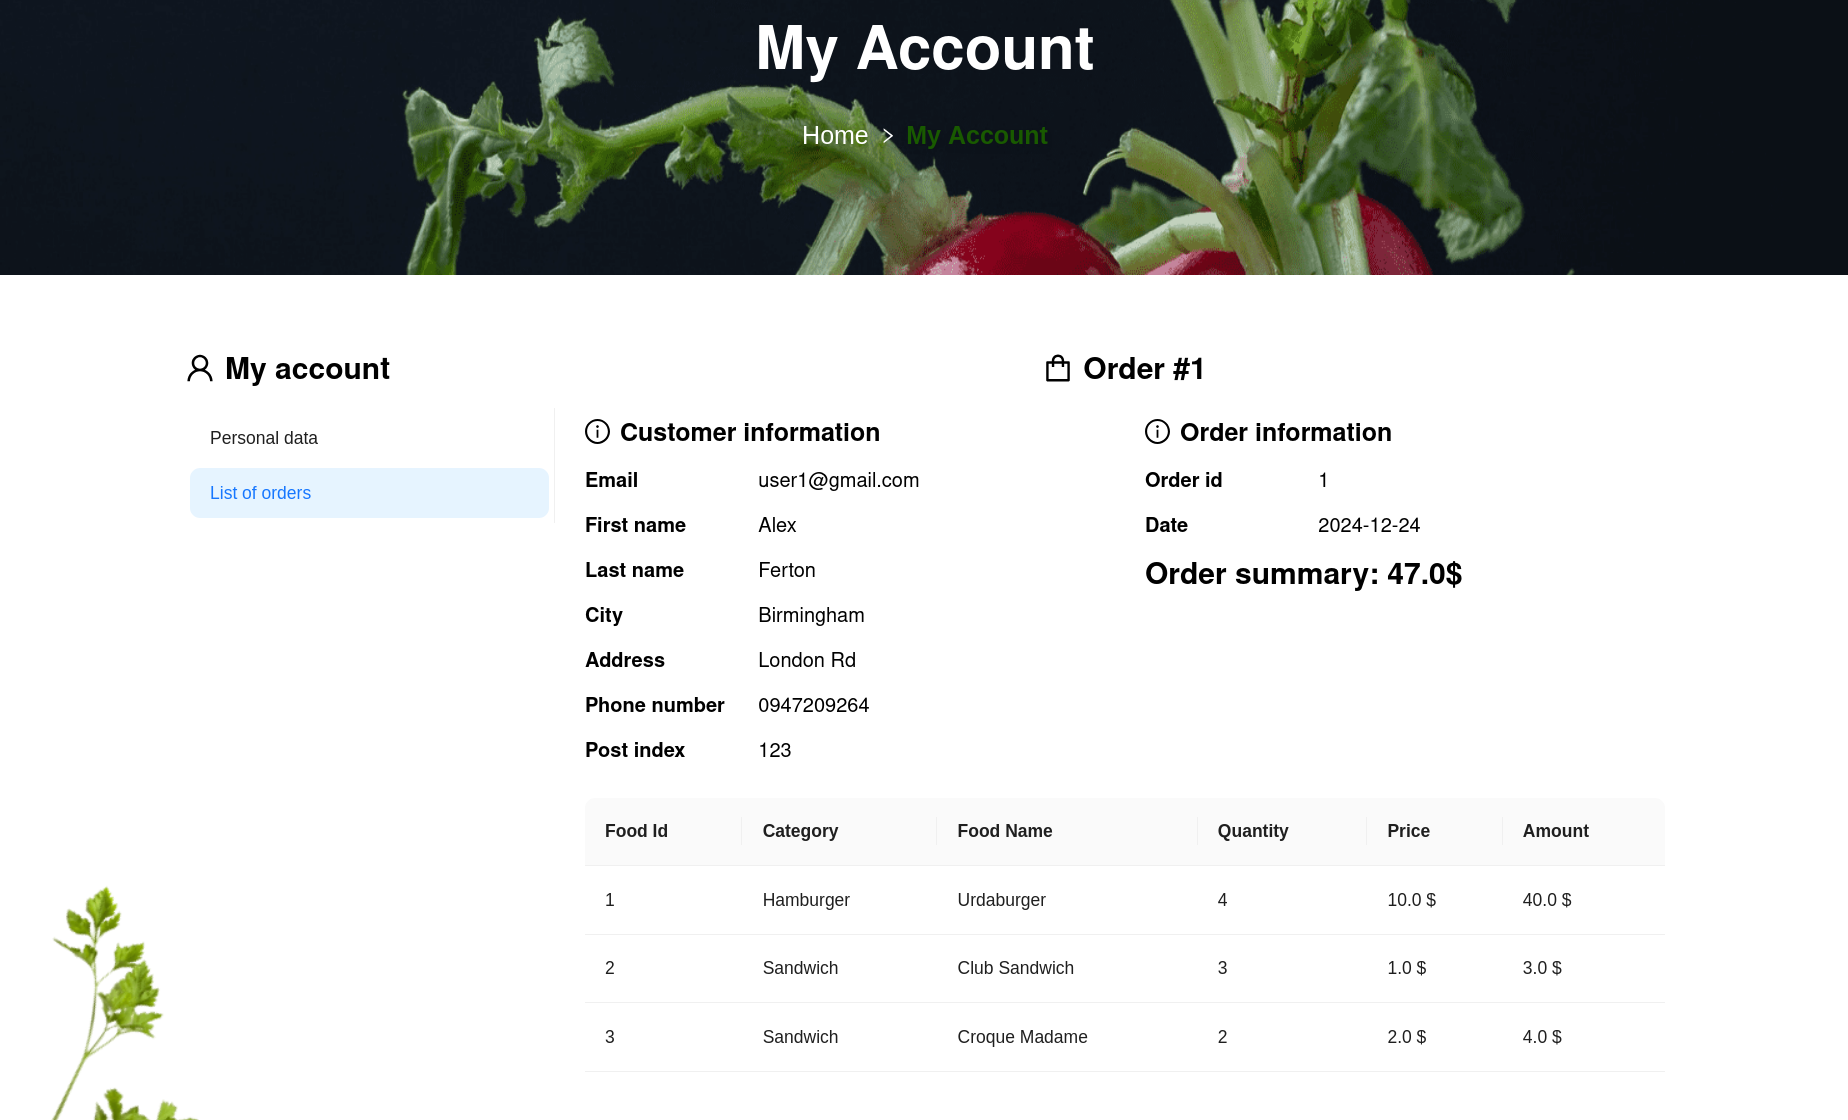 My Account
Home > My Account
My account
Order #1
Personal data
List of orders
Customer information
Email user1@gmail.com
First name Alex
Last name Ferton
City Birmingham
Address London Rd
Phone number 0947209264
Post index 123
Order information
Order id 1
Date 2024-12-24
Order summary: 47.0$
Food Id Category Food Name Quantity Price Amount
1 Hamburger Urdaburger 4 10.0 $ 40.0 $
2 Sandwich Club Sandwich 3 1.0 $ 3.0 $
3 Sandwich Croque Madame 2 2.0 $ 4.0 $